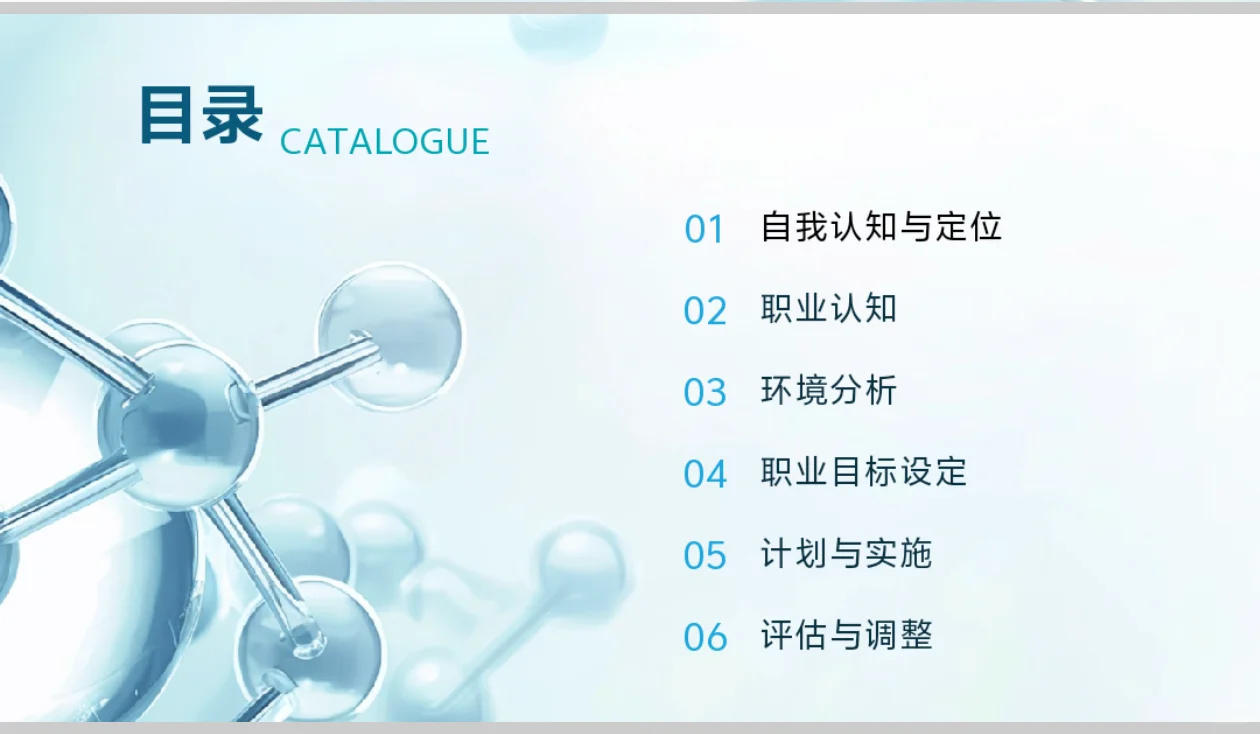 目录 CATALOGUE
01 自我认知与定位
02 职业认知
03 环境分析
04 职业目标设定
05 计划与实施
06 评估与调整